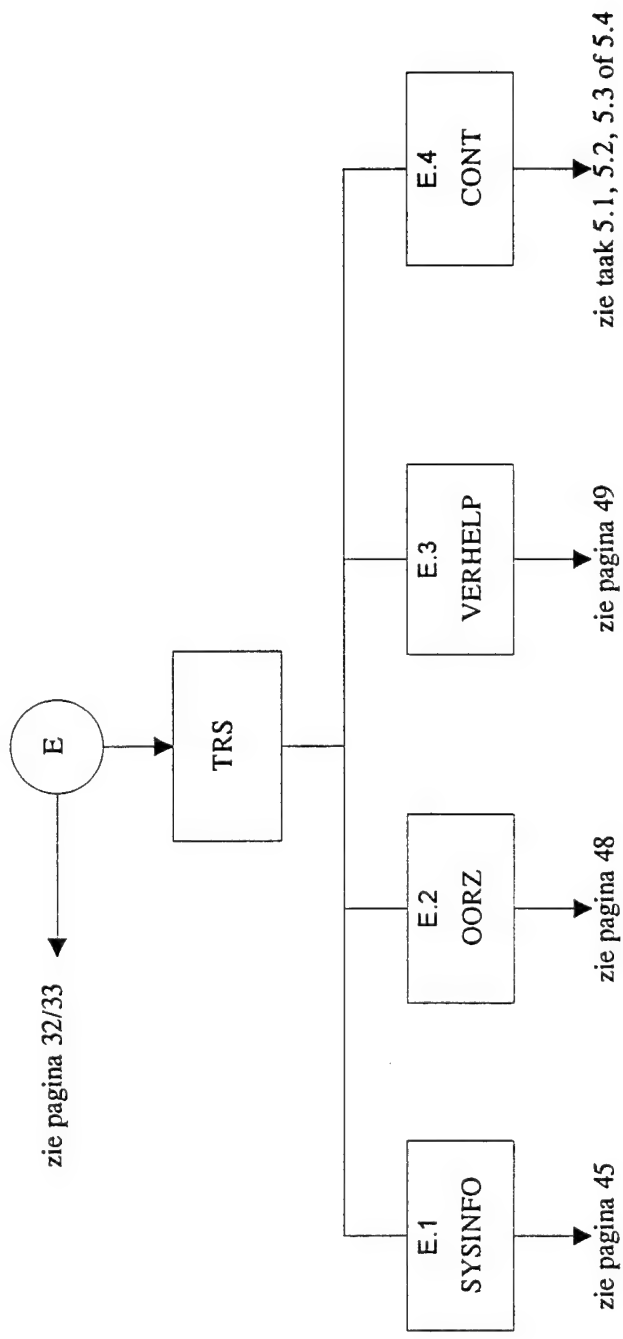 E
zie pagina 32/33
TRS
E.1
SYSINFO
E.2
OORZ
E.3
VERHELP
E.4
CONT
zie pagina 45
zie pagina 48
zie pagina 49
zie taak 5.1, 5.2, 5.3 of 5.4